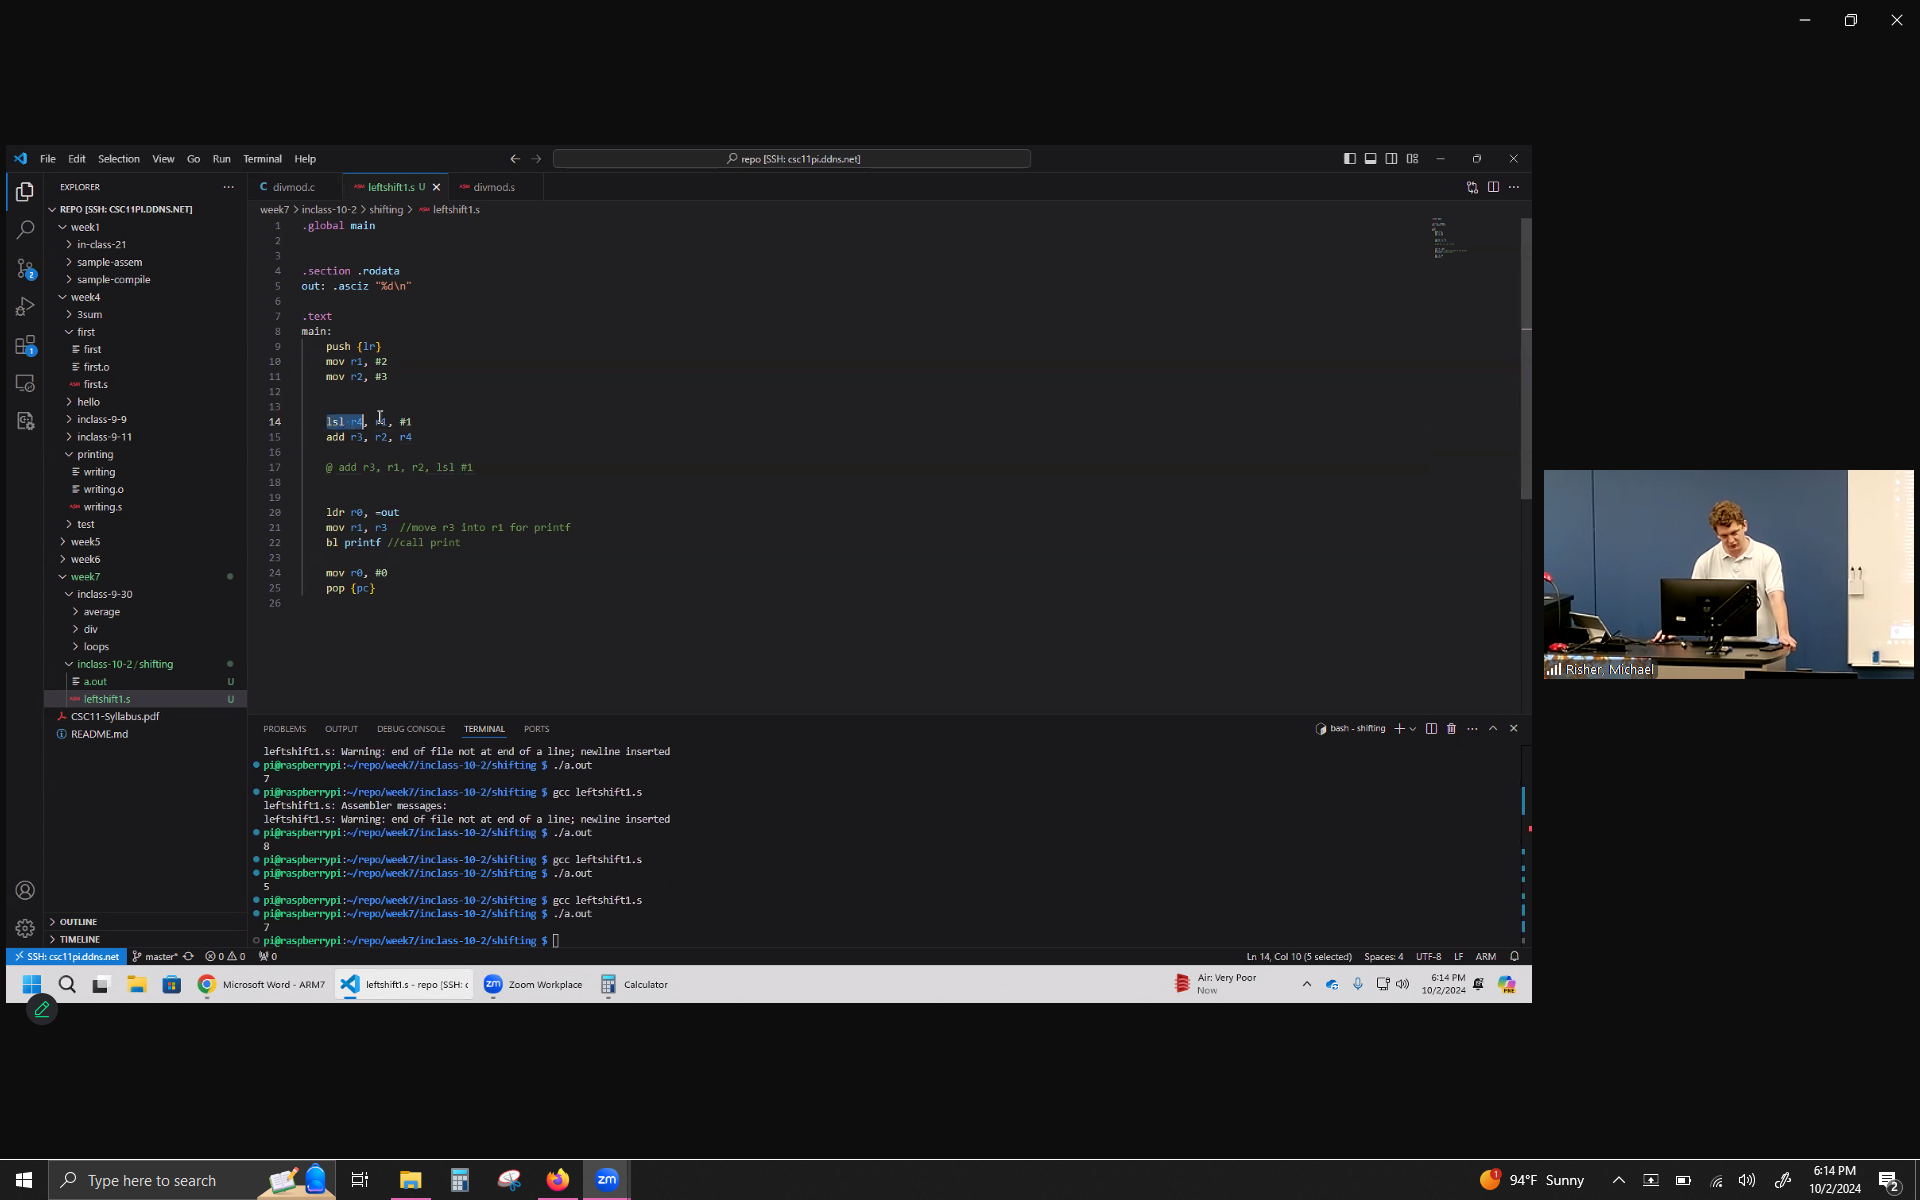 File Edit Selection View Go Run Terminal Help
repo [SSH: csc11pi.ddns.net]
EXPLORER
REPO [SSH: CSC11PI.DDNS.NET]
week1
in-class-21
sample-assem
sample-compile
week4
3sum
first
first
first.o
first.s
hello
inclass-9-9
inclass-9-11
printing
writing
writing.o
writing.s
test
week5
week6
week7
inclass-9-30
average
div
loops
inclass-10-2 / shifting
a.out U
leftshift1.s U
CSC11-Syllabus.pdf
README.md
OUTLINE
TIMELINE
2
1
C divmod.c
ASM leftshift1.s U
ASM divmod.s
week7 > inclass-10-2 > shifting > ASM leftshift1.s
1 .global main
2
3
4 .section .rodata
5 out: .asciz "%d\n"
6
7 .text
8 main:
9 push {lr}
10 mov r1, #2
11 mov r2, #3
12
13
14 lsl r4, r1, #1
15 add r3, r2, r4
16
17 @ add r3, r1, r2, lsl #1
18
19
20 ldr r0, =out
21 mov r1, r3 //move r3 into r1 for printf
22 bl printf //call print
23
24 mov r0, #0
25 pop {pc}
26
PROBLEMS OUTPUT DEBUG CONSOLE TERMINAL PORTS
bash - shifting
leftshift1.s: Warning: end of file not at end of a line; newline inserted
pi@raspberrypi:~/repo/week7/inclass-10-2/shifting $ ./a.out
7
pi@raspberrypi:~/repo/week7/inclass-10-2/shifting $ gcc leftshift1.s
leftshift1.s: Assembler messages:
leftshift1.s: Warning: end of file not at end of a line; newline inserted
pi@raspberrypi:~/repo/week7/inclass-10-2/shifting $ ./a.out
8
pi@raspberrypi:~/repo/week7/inclass-10-2/shifting $ gcc leftshift1.s
pi@raspberrypi:~/repo/week7/inclass-10-2/shifting $ ./a.out
5
pi@raspberrypi:~/repo/week7/inclass-10-2/shifting $ gcc leftshift1.s
pi@raspberrypi:~/repo/week7/inclass-10-2/shifting $ ./a.out
7
pi@raspberrypi:~/repo/week7/inclass-10-2/shifting $
SSH: csc11pi.ddns.net master* 0 0 0
Ln 14, Col 10 (5 selected) Spaces: 4 UTF-8 LF ARM
Microsoft Word - ARM7
leftshift1.s - repo [SSH: c
zm Zoom Workplace
Calculator
Air: Very Poor
Now
6:14 PM
10/2/2024
PRE
Risher, Michael
Type here to search
zm
1
94°F Sunny
6:14 PM
10/2/2024
2